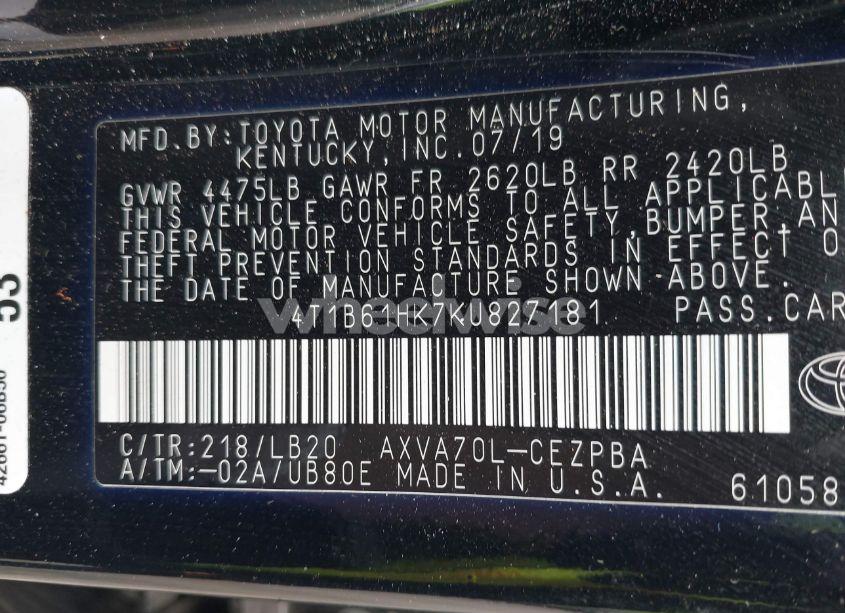 MFD.BY:TOYOTA MOTOR MANUFACTURING,
KENTUCKY,INC.07/19
GVWR 4475LB GAWR FR 2620LB RR 2420LB
THIS VEHICLE CONFORMS TO ALL APPLICABL
FEDERAL MOTOR VEHICLE SAFETY,BUMPER,AN
THEFT PREVENTION STANDARDS IN EFFECT O
THE DATE OF MANUFACTURE SHOWN ABOVE.
4T1B61HK7KU827181 PASS.CAR
wheelwise
C/TR:218/LB20 AXVA70L-CEZPBA
A/TM:-02A/UB80E MADE IN U.S.A. 61058
53